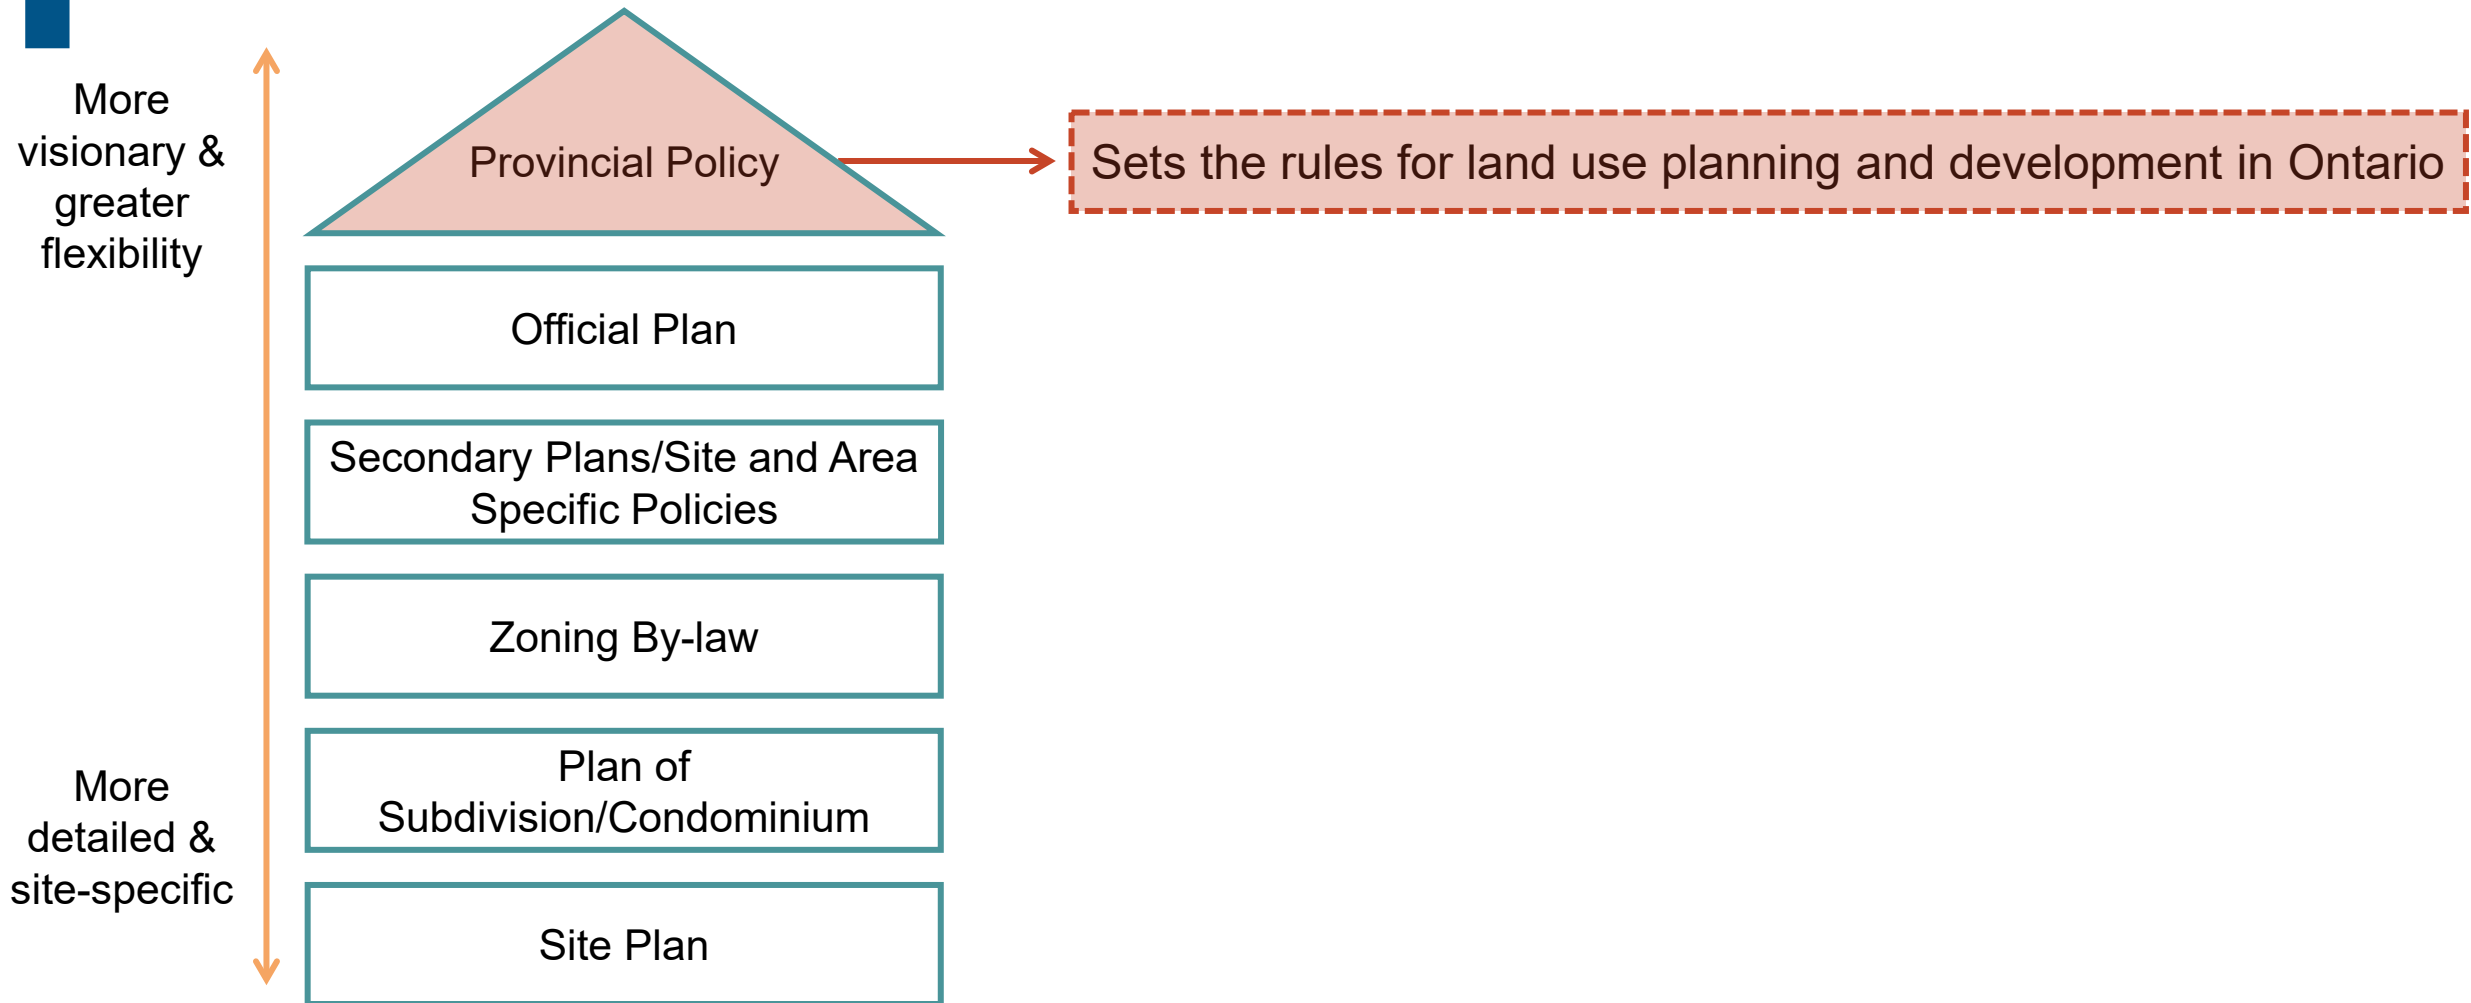 More
visionary &
greater
flexibility
Provincial Policy
Sets the rules for land use planning and development in Ontario
Official Plan
Secondary Plans/Site and Area
Specific Policies
Zoning By-law
Plan of
Subdivision/Condominium
More
detailed &
site-specific
Site Plan